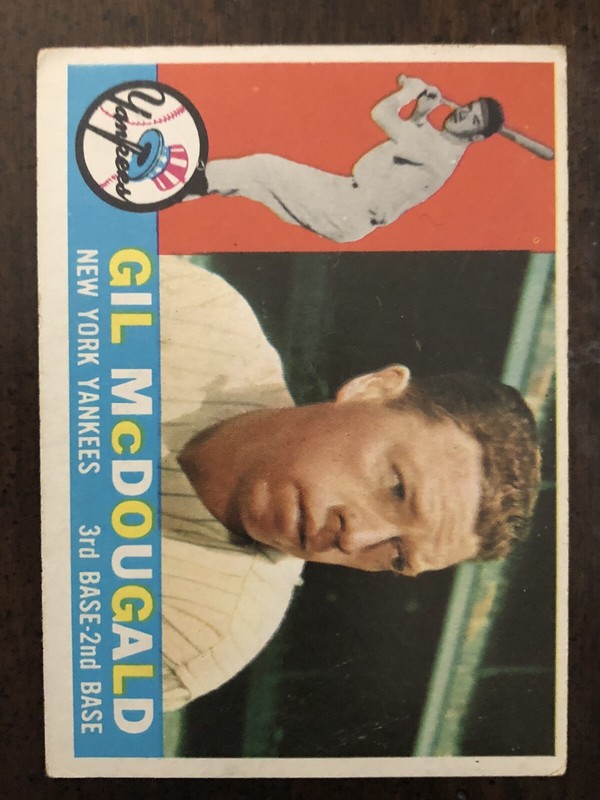 Yankees
GIL McDOUGALD
NEW YORK YANKEES 3rd BASE-2nd BASE